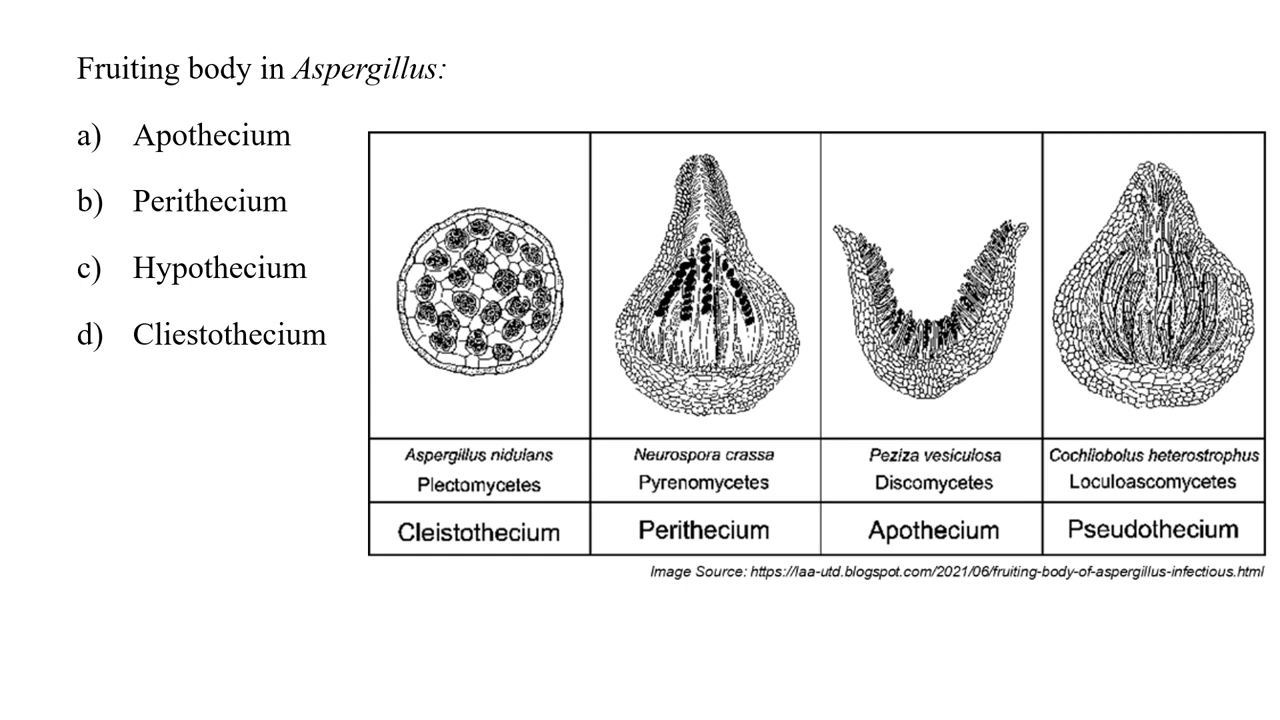 Fruiting body in Aspergillus:
a) Apothecium
b) Perithecium
c) Hypothecium
d) Cliestothecium
Aspergillus nidulans
Plectomycetes
Cleistothecium
Neurospora crassa
Pyrenomycetes
Perithecium
Peziza vesiculosa
Discomycetes
Apothecium
Cochliobolus heterostrophus
Loculoascomycetes
Pseudothecium
Image Source: https://laa-utd.blogspot.com/2021/06/fruiting-body-of-aspergillus-infectious.html